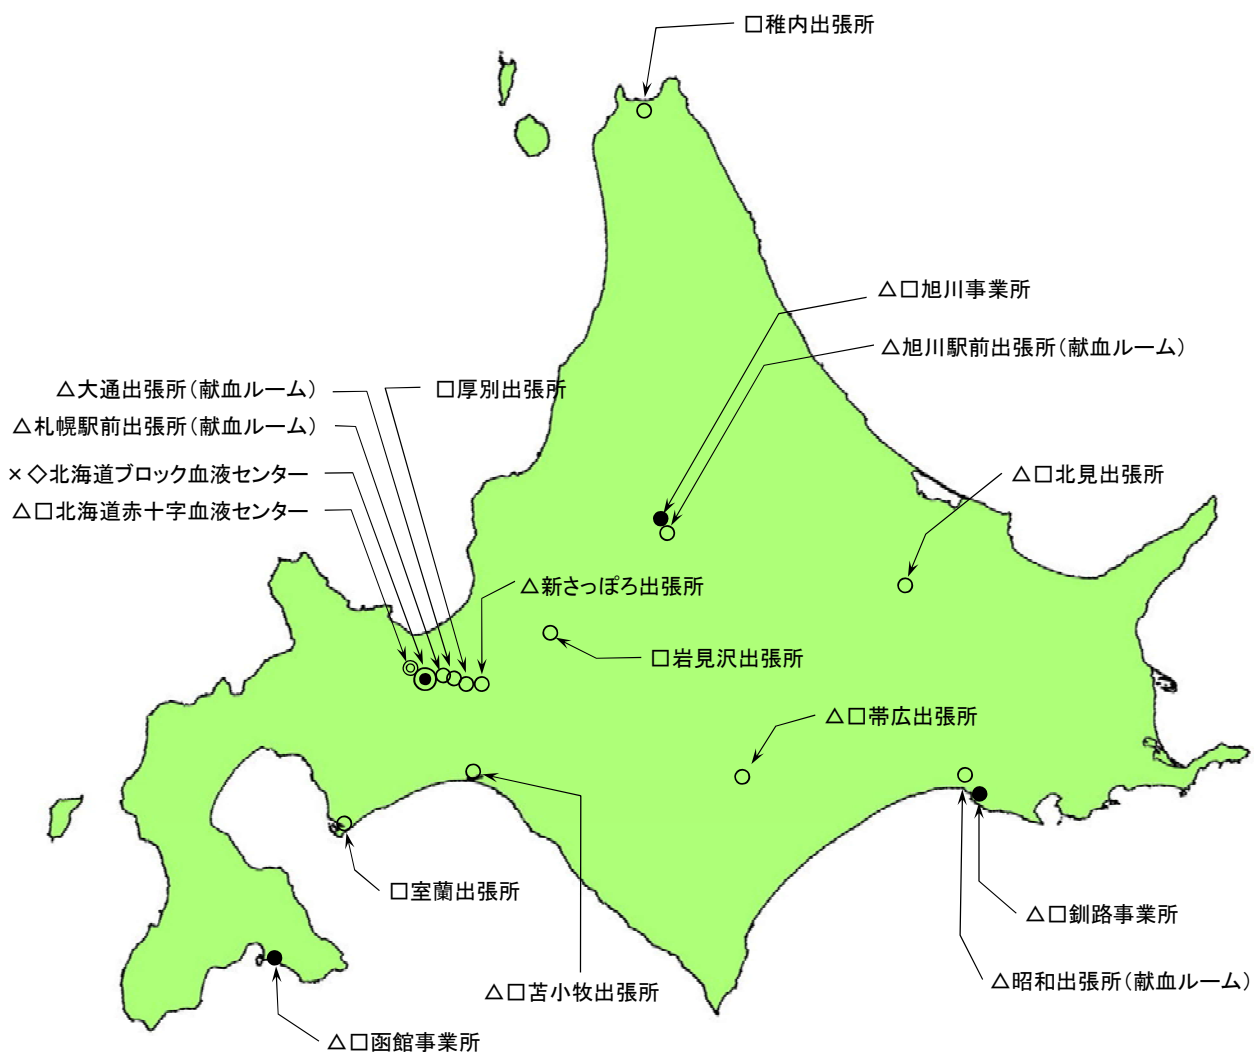 □稚内出張所
△□旭川事業所
△旭川駅前出張所(献血ルーム)
△大通出張所(献血ルーム)
□厚別出張所
△札幌駅前出張所(献血ルーム)
×◇北海道ブロック血液センター
△□北海道赤十字血液センター
△□北見出張所
△新さっぽろ出張所
□岩見沢出張所
△□帯広出張所
□室蘭出張所
△□釧路事業所
△昭和出張所(献血ルーム)
△□苫小牧出張所
△□函館事業所